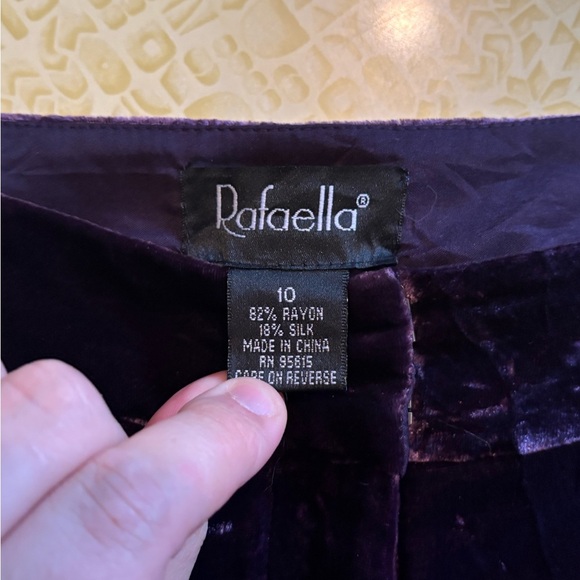 Rafaella®
10
82% RAYON
18% SILK
MADE IN CHINA
RN 95615
CARE ON REVERSE